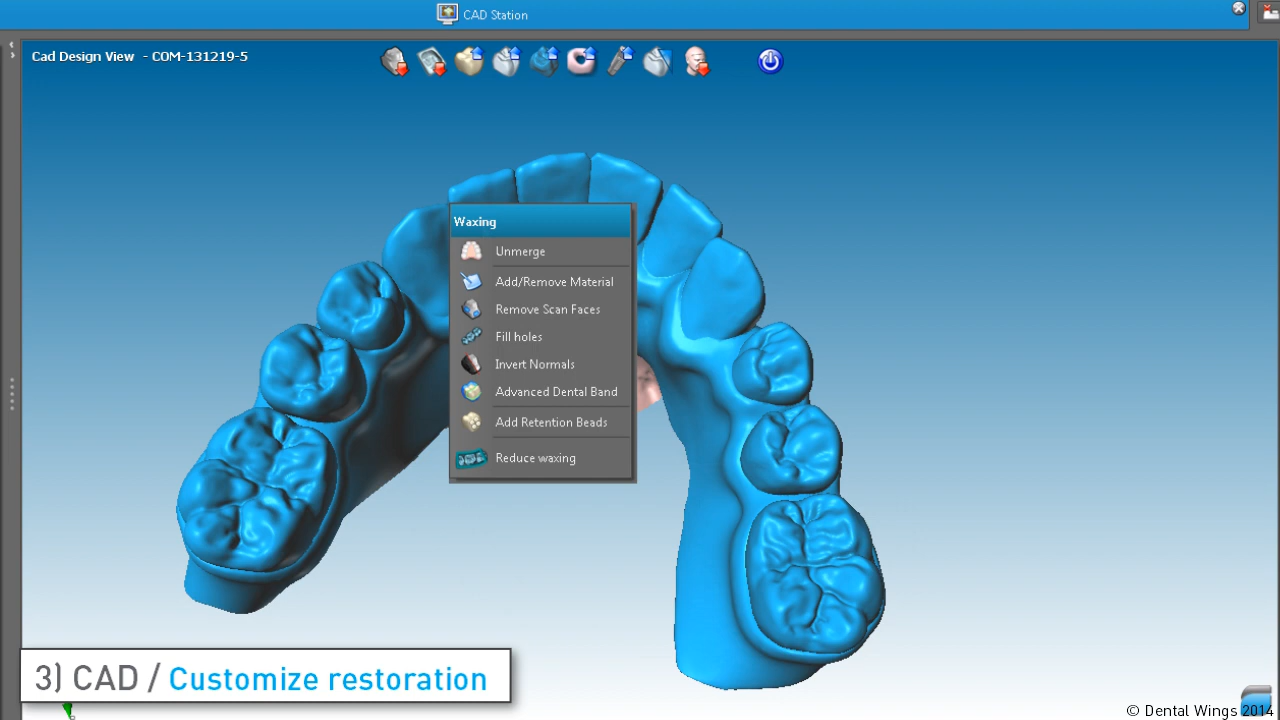 CAD Station
Cad Design View - COM-131219-5
Waxing
Unmerge
Add/Remove Material
Remove Scan Faces
Fill holes
Invert Normals
Advanced Dental Band
Add Retention Beads
Reduce waxing
3) CAD / Customize restoration
© Dental Wings 2014